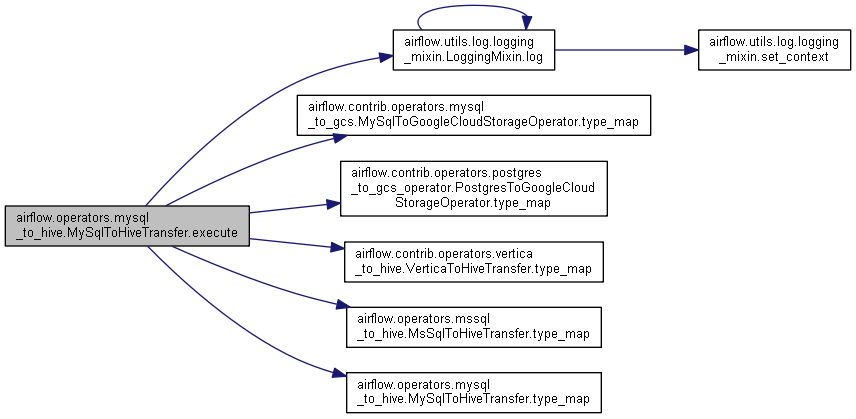 airflow.utils.log.logging
_mixin.LoggingMixin.log
airflow.utils.log.logging
_mixin.set_context
airflow.contrib.operators.mysql
_to_gcs.MySqlToGoogleCloudStorageOperator.type_map
airflow.contrib.operators.postgres
_to_gcs_operator.PostgresToGoogleCloud
StorageOperator.type_map
airflow.operators.mysql
_to_hive.MySqlToHiveTransfer.execute
airflow.contrib.operators.vertica
_to_hive.VerticaToHiveTransfer.type_map
airflow.operators.mssql
_to_hive.MsSqlToHiveTransfer.type_map
airflow.operators.mysql
_to_hive.MySqlToHiveTransfer.type_map